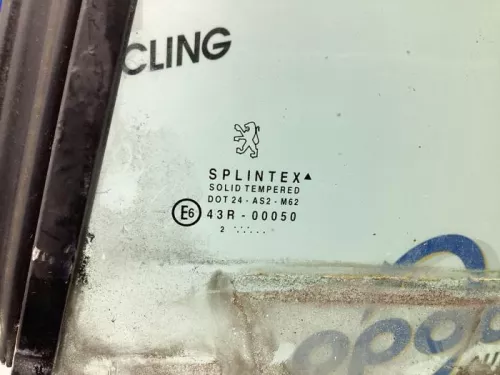 CLING
SPLINTEX▲
SOLID TEMPERED
DOT 24 - AS2 - M62
E6 43R - 00050
2 ......